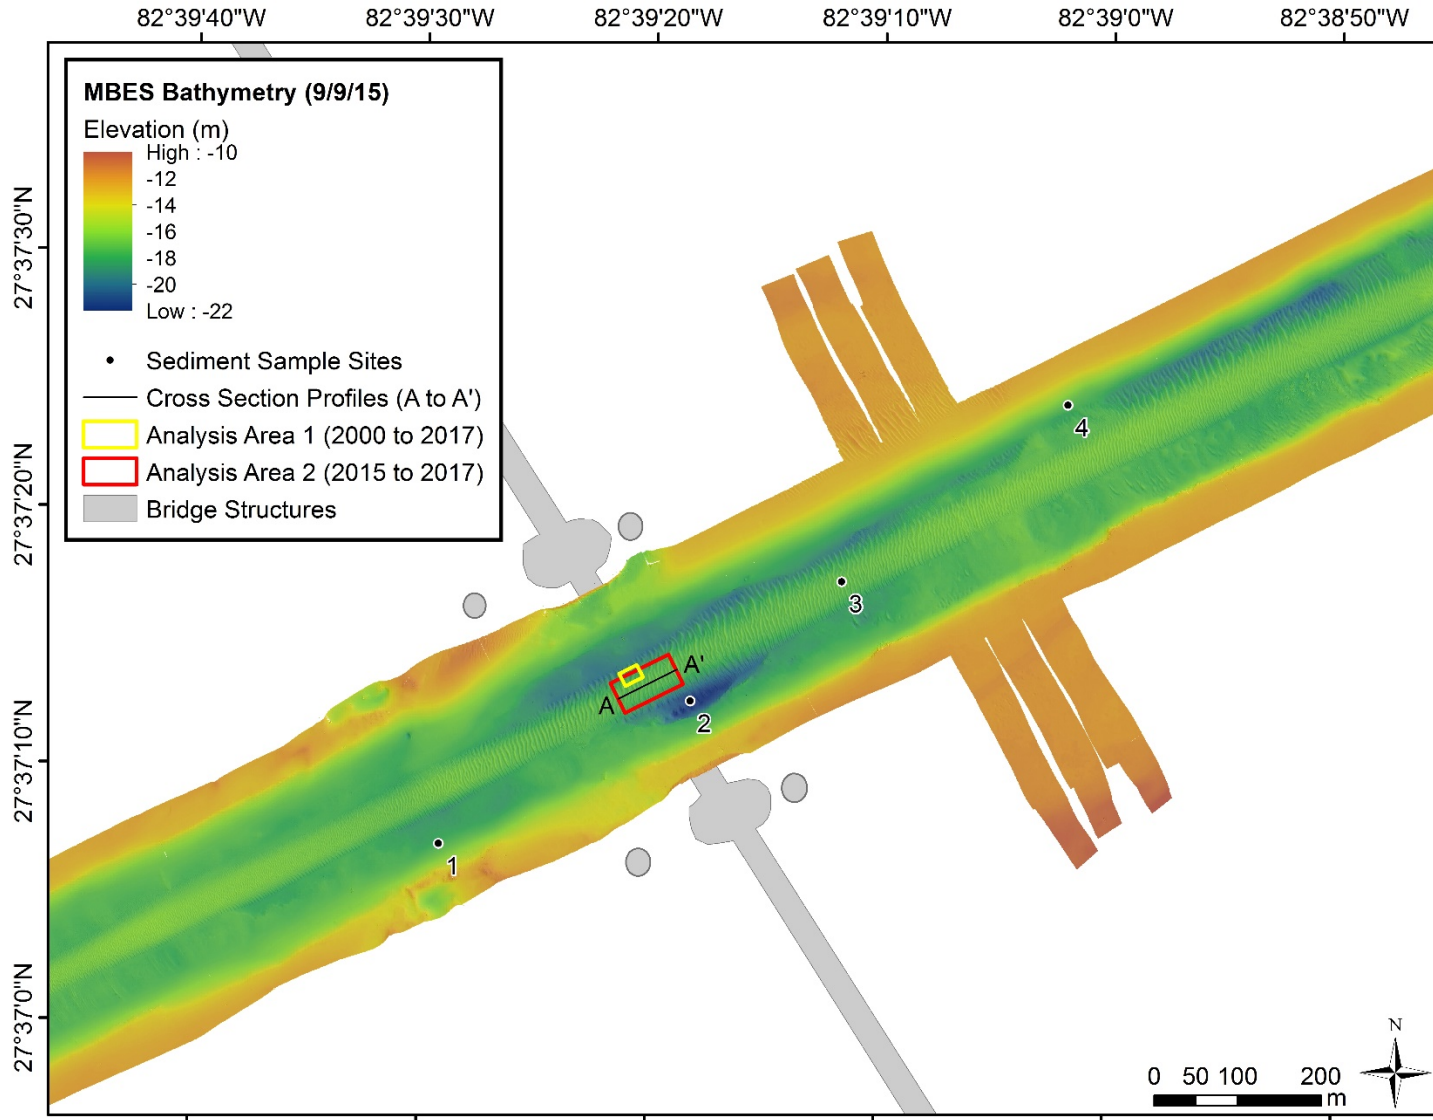 82°39'40"W 82°39'30"W 82°39'20"W 82°39'10"W 82°39'0"W 82°38'50"W
MBES Bathymetry (9/9/15)
Elevation (m)
High : -10
-12
-14
-16
-18
-20
Low : -22
Sediment Sample Sites
Cross Section Profiles (A to A')
Analysis Area 1 (2000 to 2017)
Analysis Area 2 (2015 to 2017)
Bridge Structures
27°37'30"N
27°37'20"N
27°37'10"N
27°37'0"N
4
3
A'
A
2
1
N
0 50 100 200
m